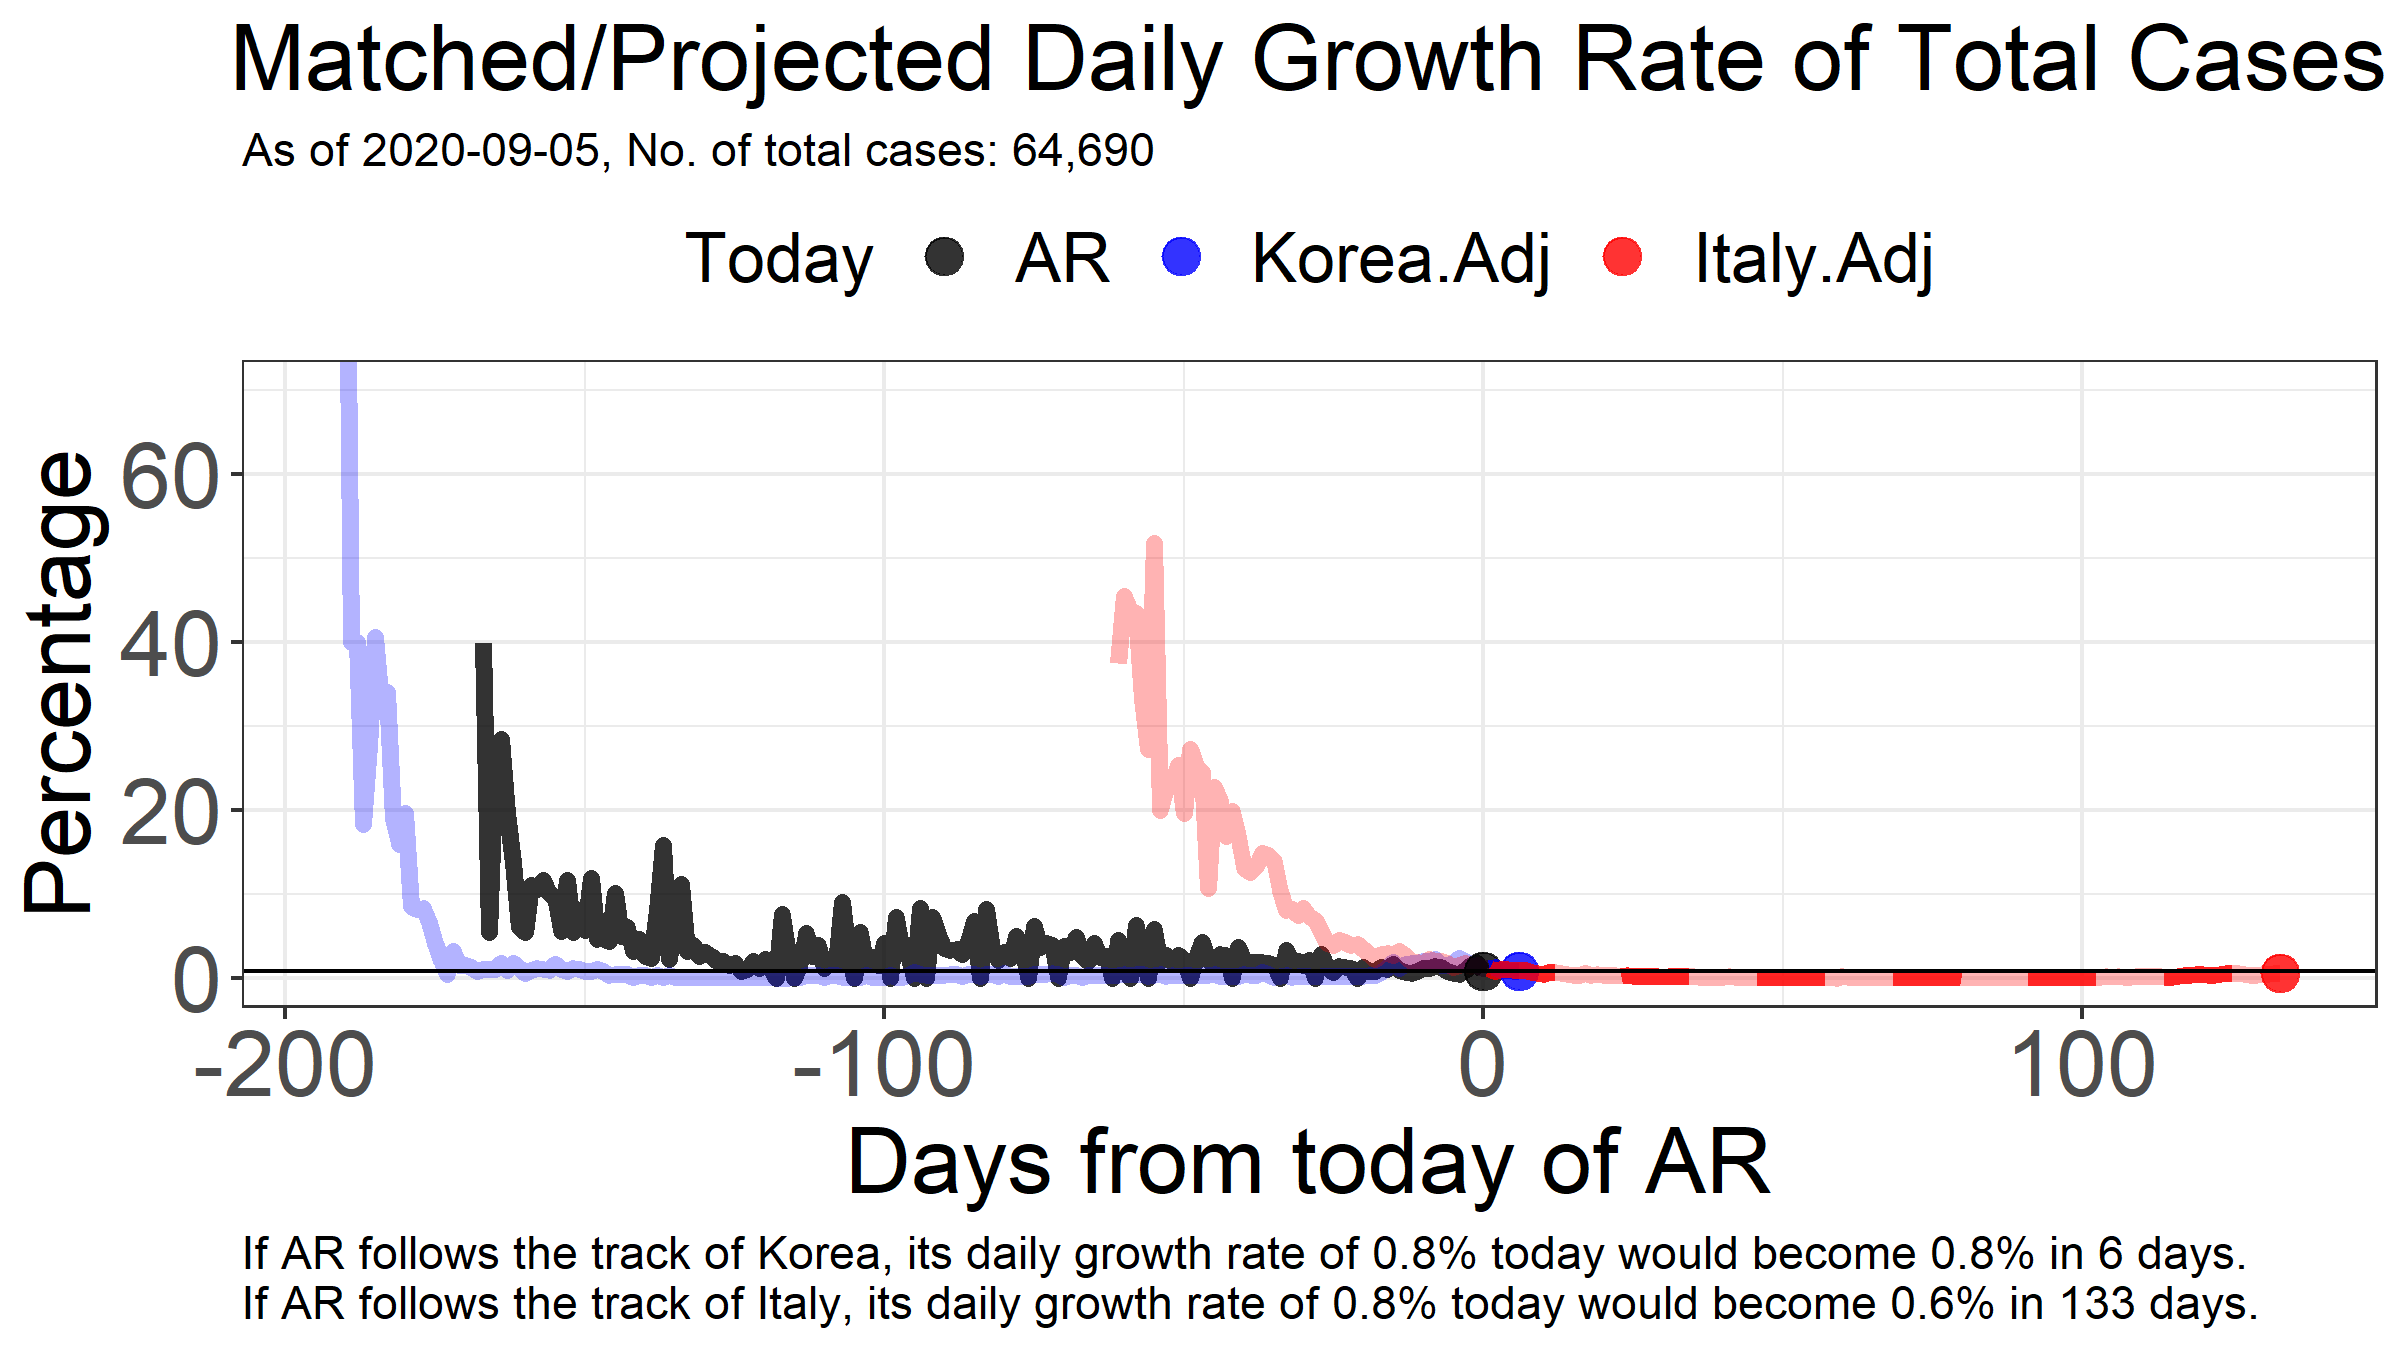 Matched/Projected Daily Growth Rate of Total Cases
As of 2020-09-05, No. of total cases: 64,690
Today AR Korea.Adj Italy.Adj
Percentage
60
40
20
0
-200 -100 0 100
Days from today of AR
If AR follows the track of Korea, its daily growth rate of 0.8% today would become 0.8% in 6 days.
If AR follows the track of Italy, its daily growth rate of 0.8% today would become 0.6% in 133 days.